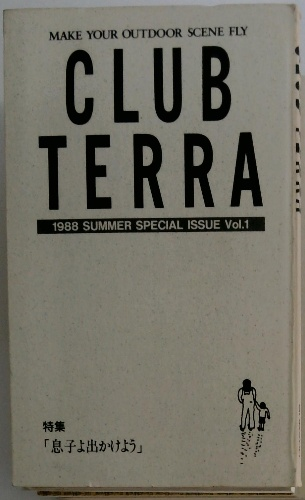 MAKE YOUR OUTDOOR SCENE FLY
CLUB
TERRA
1988 SUMMER SPECIAL ISSUE Vol.1
特集
「息子よ出かけよう」